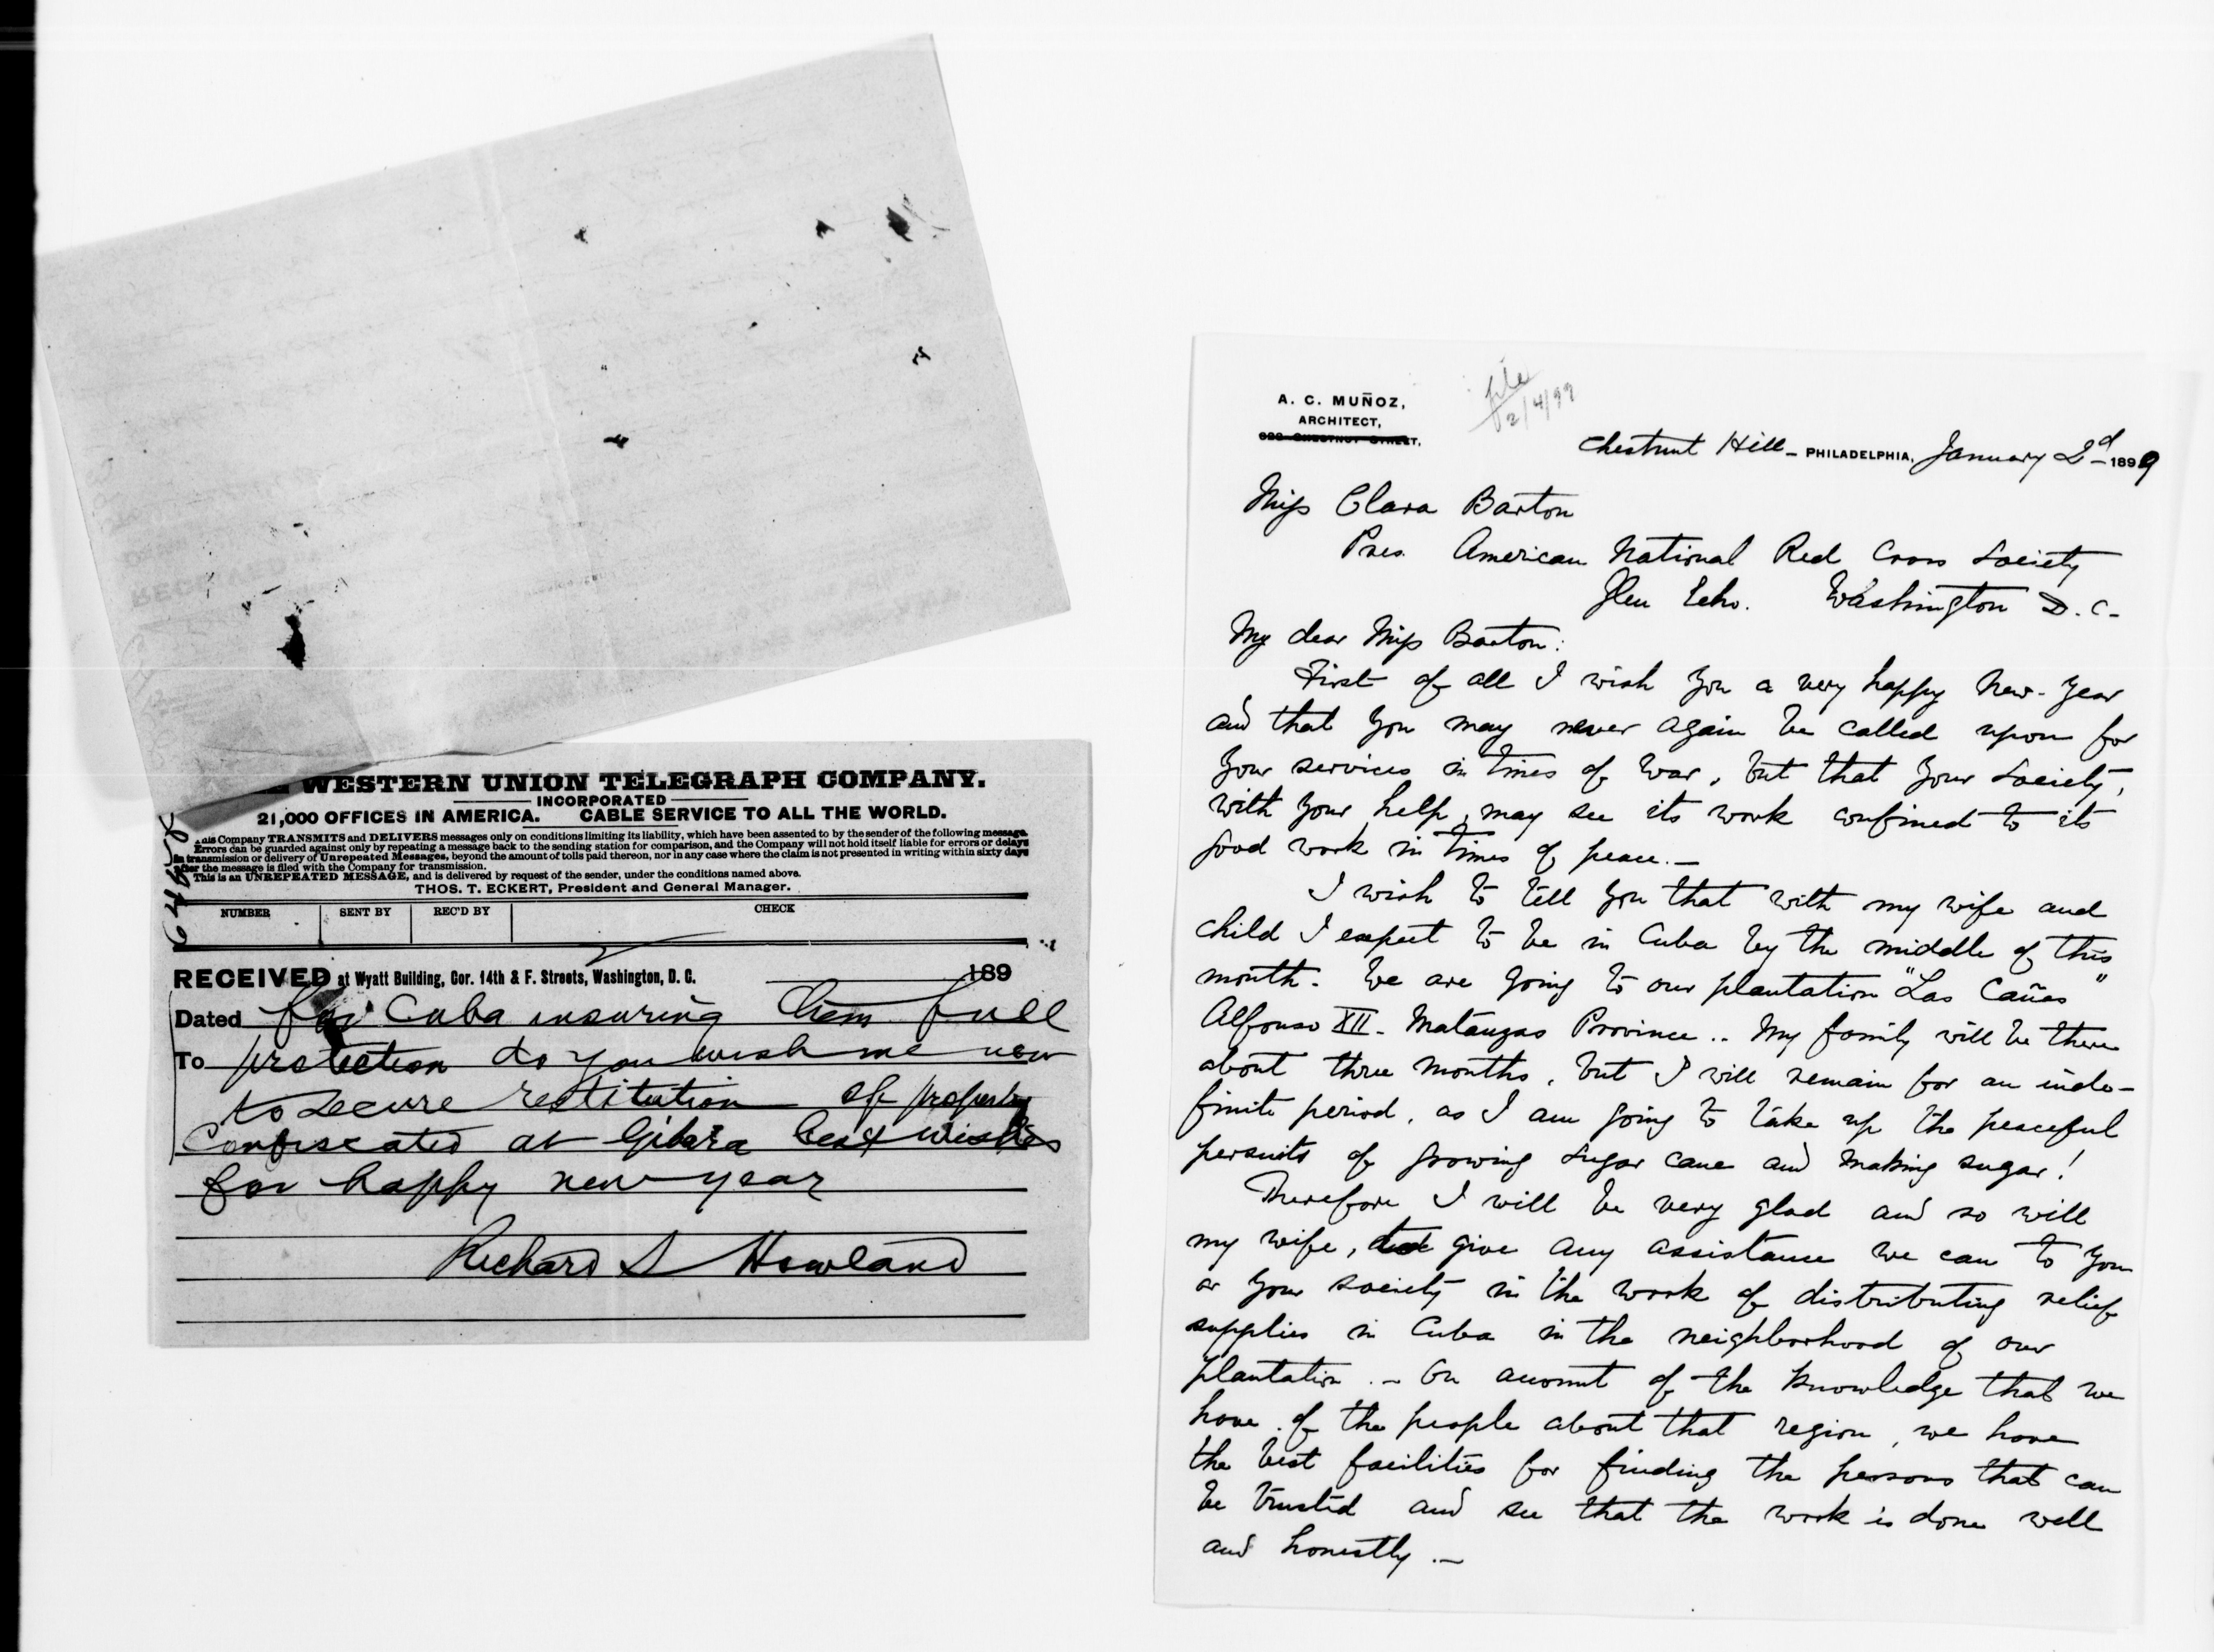 WESTERN UNION TELEGRAPH COMPANY.
INCORPORATED
21,000 OFFICES IN AMERICA. CABLE SERVICE TO ALL THE WORLD.
This Company TRANSMITS and DELIVERS messages only on conditions limiting its liability, which have been assented to by the sender of the following message.
Errors can be guarded against only by repeating a message back to the sending station for comparison, and the Company will not hold itself liable for errors or delays
in transmission or delivery of Unrepeated Messages, beyond the amount of tolls paid thereon, nor in any case where the claim is not presented in writing within sixty days
after the message is filed with the Company for transmission.
This is an UNREPEATED MESSAGE, and is delivered by request of the sender, under the conditions named above.
THOS. T. ECKERT, President and General Manager.
NUMBER SENT BY REC'D BY CHECK
RECEIVED at Wyatt Building, Cor. 14th & F. Streets, Washington, D. C. 189
Dated for Cuba insuring them full
To protection do you wish me now
to secure restitution of property
Confiscated at Gibara best wishes
for happy new year
Richard S Howland
A. C. MUÑOZ,
ARCHITECT,
CHESTNUT STREET,
file
2/4/99
Chestnut Hill - PHILADELPHIA, January 2d 1899
Miss Clara Barton
Pres. American National Red Cross Society
Glen Echo. Washington D.C.
My dear Miss Barton:
First of all I wish you a very happy New-Year
and that you may never again be called upon for
your services in times of war, but that your Society,
with your help, may see its work confined to its
good work in times of peace.—
I wish to tell you that with my wife and
child I expect to be in Cuba by the middle of this
month. We are going to our plantation "Las Cañas"
Alfonso XII - Matanzas Province.. My family will be there
about three months, but I will remain for an inde-
finite period, as I am going to take up the peaceful
persuits of growing sugar cane and making sugar!
Therefore I will be very glad and so will
my wife, to give any assistance we can to you
or your society in the work of distributing relief
supplies in Cuba in the neighborhood of our
plantation.— On account of the knowledge that we
have of the people about that region, we have
the best facilities for finding the persons that can
be trusted and see that the work is done well
and honestly.—